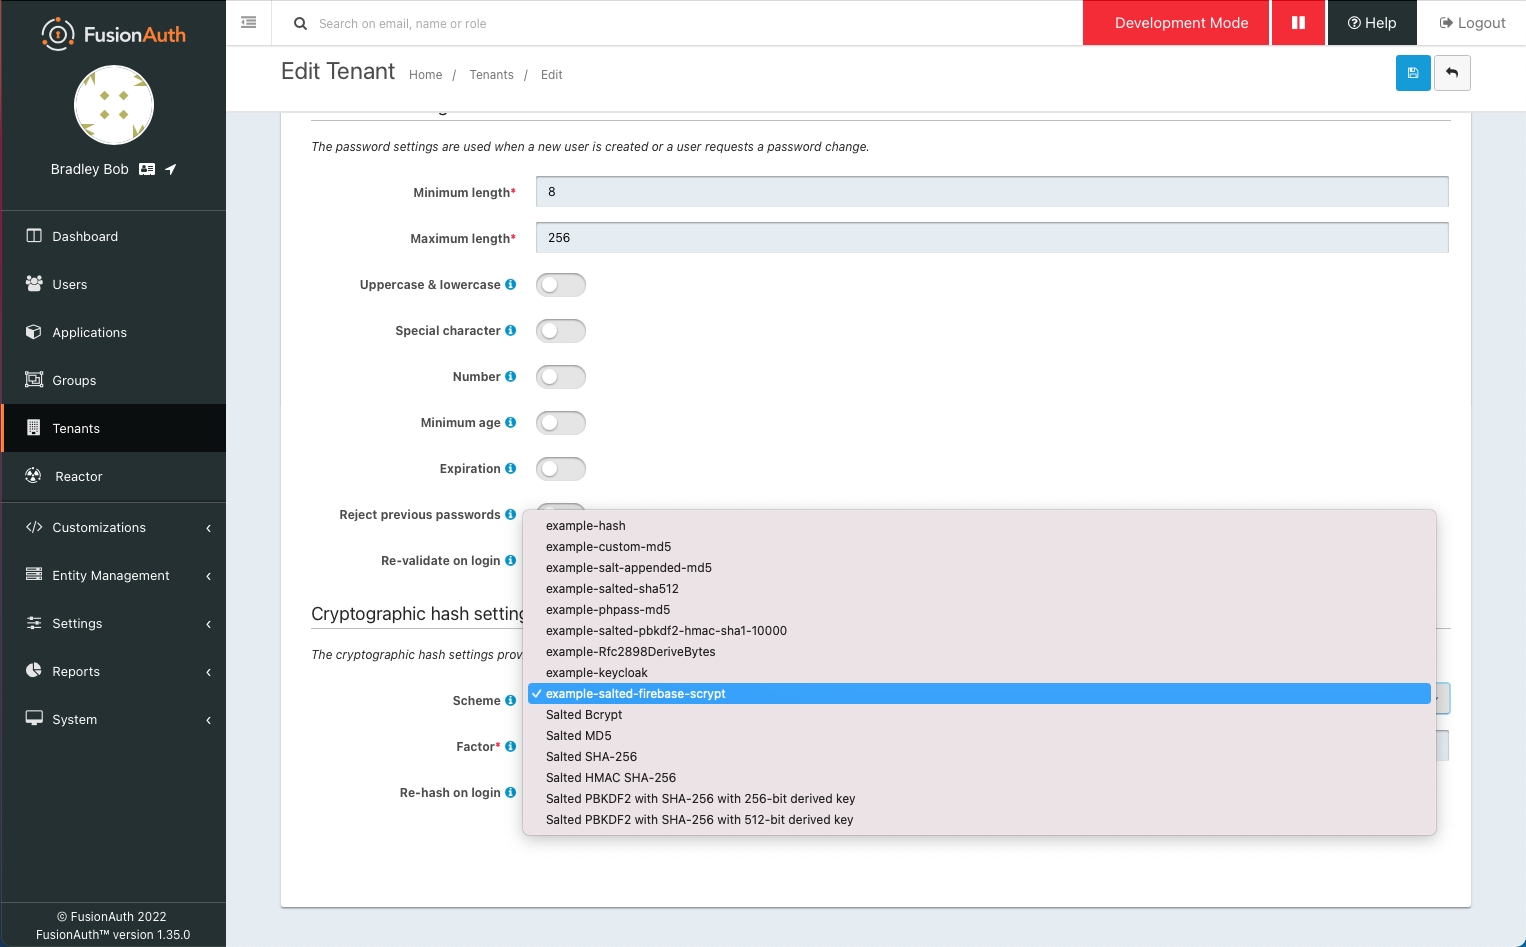 FusionAuth
Search on email, name or role
Development Mode
Help
Logout
Edit Tenant
Home / Tenants / Edit
Bradley Bob
Dashboard
Users
Applications
Groups
Tenants
Reactor
Customizations
Entity Management
Settings
Reports
System
© FusionAuth 2022
FusionAuth™ version 1.35.0
The password settings are used when a new user is created or a user requests a password change.
Minimum length* 8
Maximum length* 256
Uppercase & lowercase
Special character
Number
Minimum age
Expiration
Reject previous passwords
Re-validate on login
Cryptographic hash setting
The cryptographic hash settings prov
Scheme
Factor*
Re-hash on login
example-hash
example-custom-md5
example-salt-appended-md5
example-salted-sha512
example-phpass-md5
example-salted-pbkdf2-hmac-sha1-10000
example-Rfc2898DeriveBytes
example-keycloak
example-salted-firebase-scrypt
Salted Bcrypt
Salted MD5
Salted SHA-256
Salted HMAC SHA-256
Salted PBKDF2 with SHA-256 with 256-bit derived key
Salted PBKDF2 with SHA-256 with 512-bit derived key